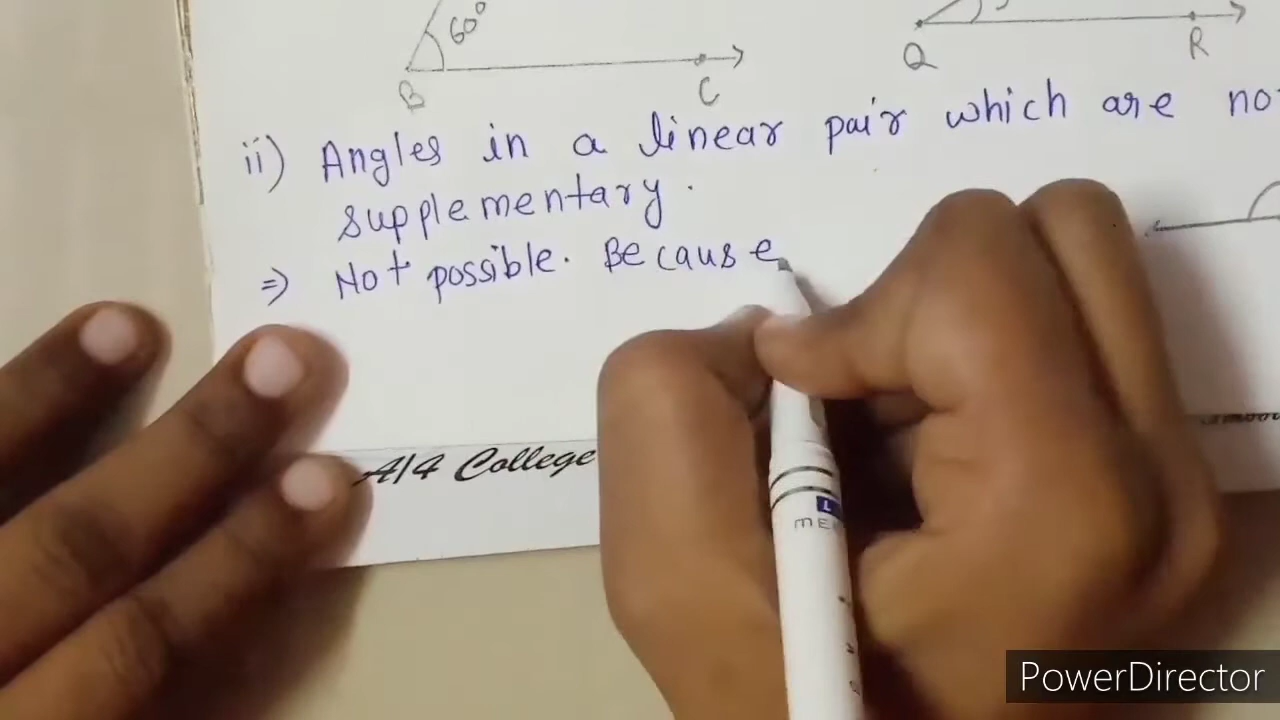 60°
B C
Q R
ii) Angles in a linear pair which are no
supplementary.
⇒ Not possible. Because
A/4 College
PowerDirector